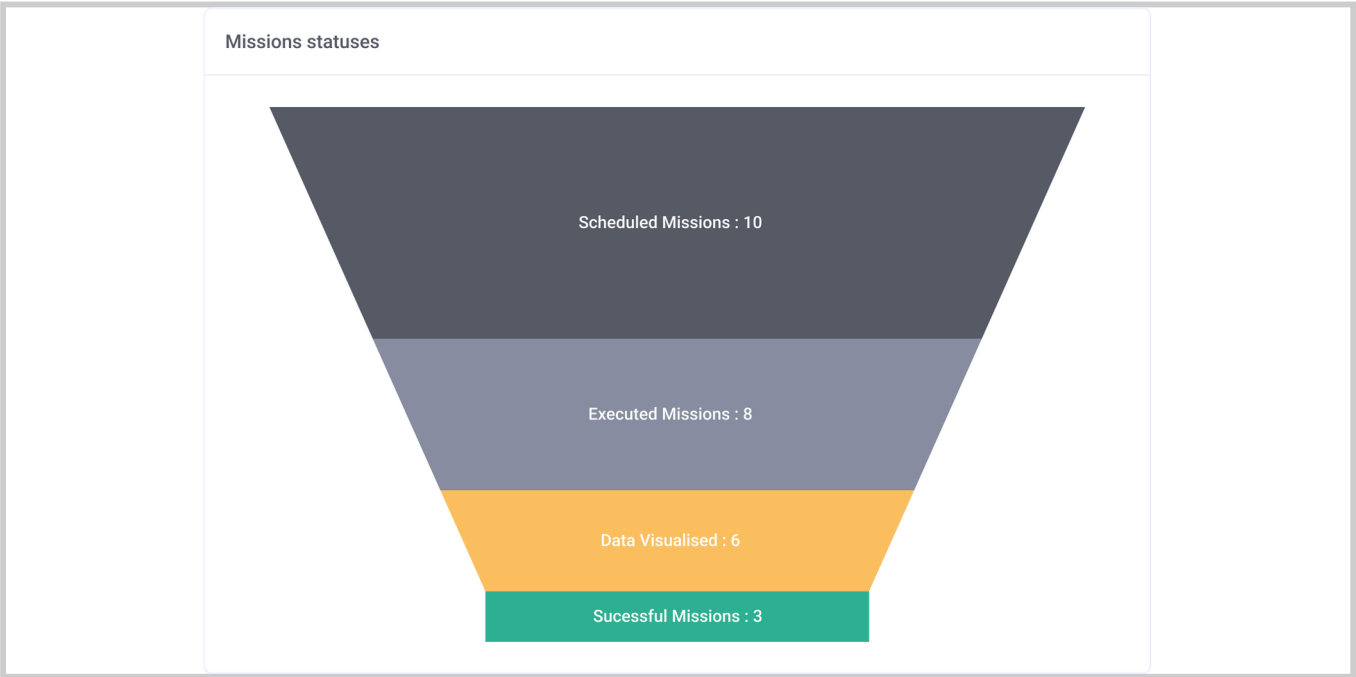 Missions statuses
Scheduled Missions : 10
Executed Missions : 8
Data Visualised : 6
Sucessful Missions : 3